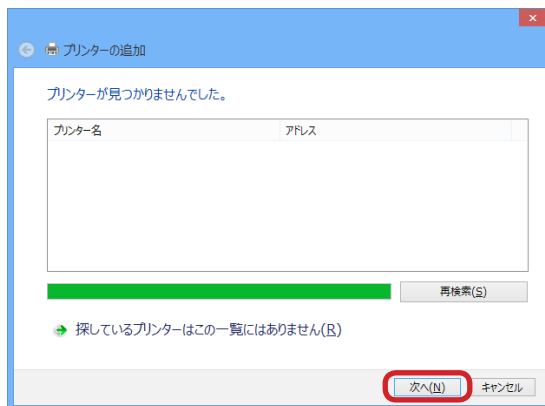 プリンターの追加
プリンターが見つかりませんでした。
プリンター名 アドレス
再検索(S)
探しているプリンターはこの一覧にはありません(R)
次へ(N) キャンセル